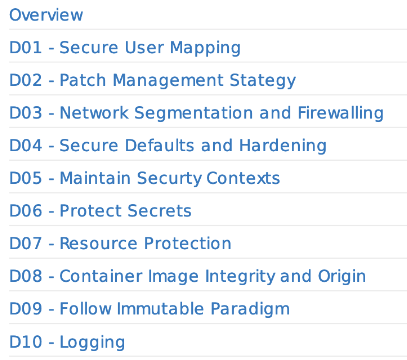 Overview
D01 - Secure User Mapping
D02 - Patch Management Stategy
D03 - Network Segmentation and Firewalling
D04 - Secure Defaults and Hardening
D05 - Maintain Securty Contexts
D06 - Protect Secrets
D07 - Resource Protection
D08 - Container Image Integrity and Origin
D09 - Follow Immutable Paradigm
D10 - Logging